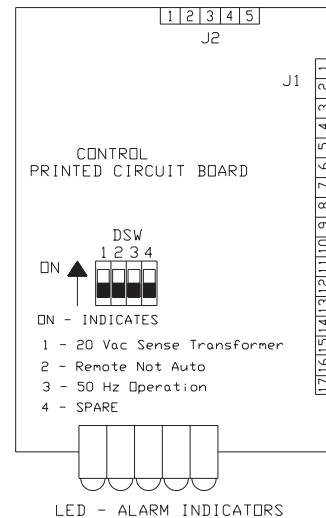 1 2 3 4 5
J2
J1
1 2 3 4 5 6 7 8 9 10 11 12 13 14 15 16 17
CONTROL
PRINTED CIRCUIT BOARD
DSW
1 2 3 4
ON
ON - INDICATES
1 - 20 Vac Sense Transformer
2 - Remote Not Auto
3 - 50 Hz Operation
4 - SPARE
LED - ALARM INDICATORS